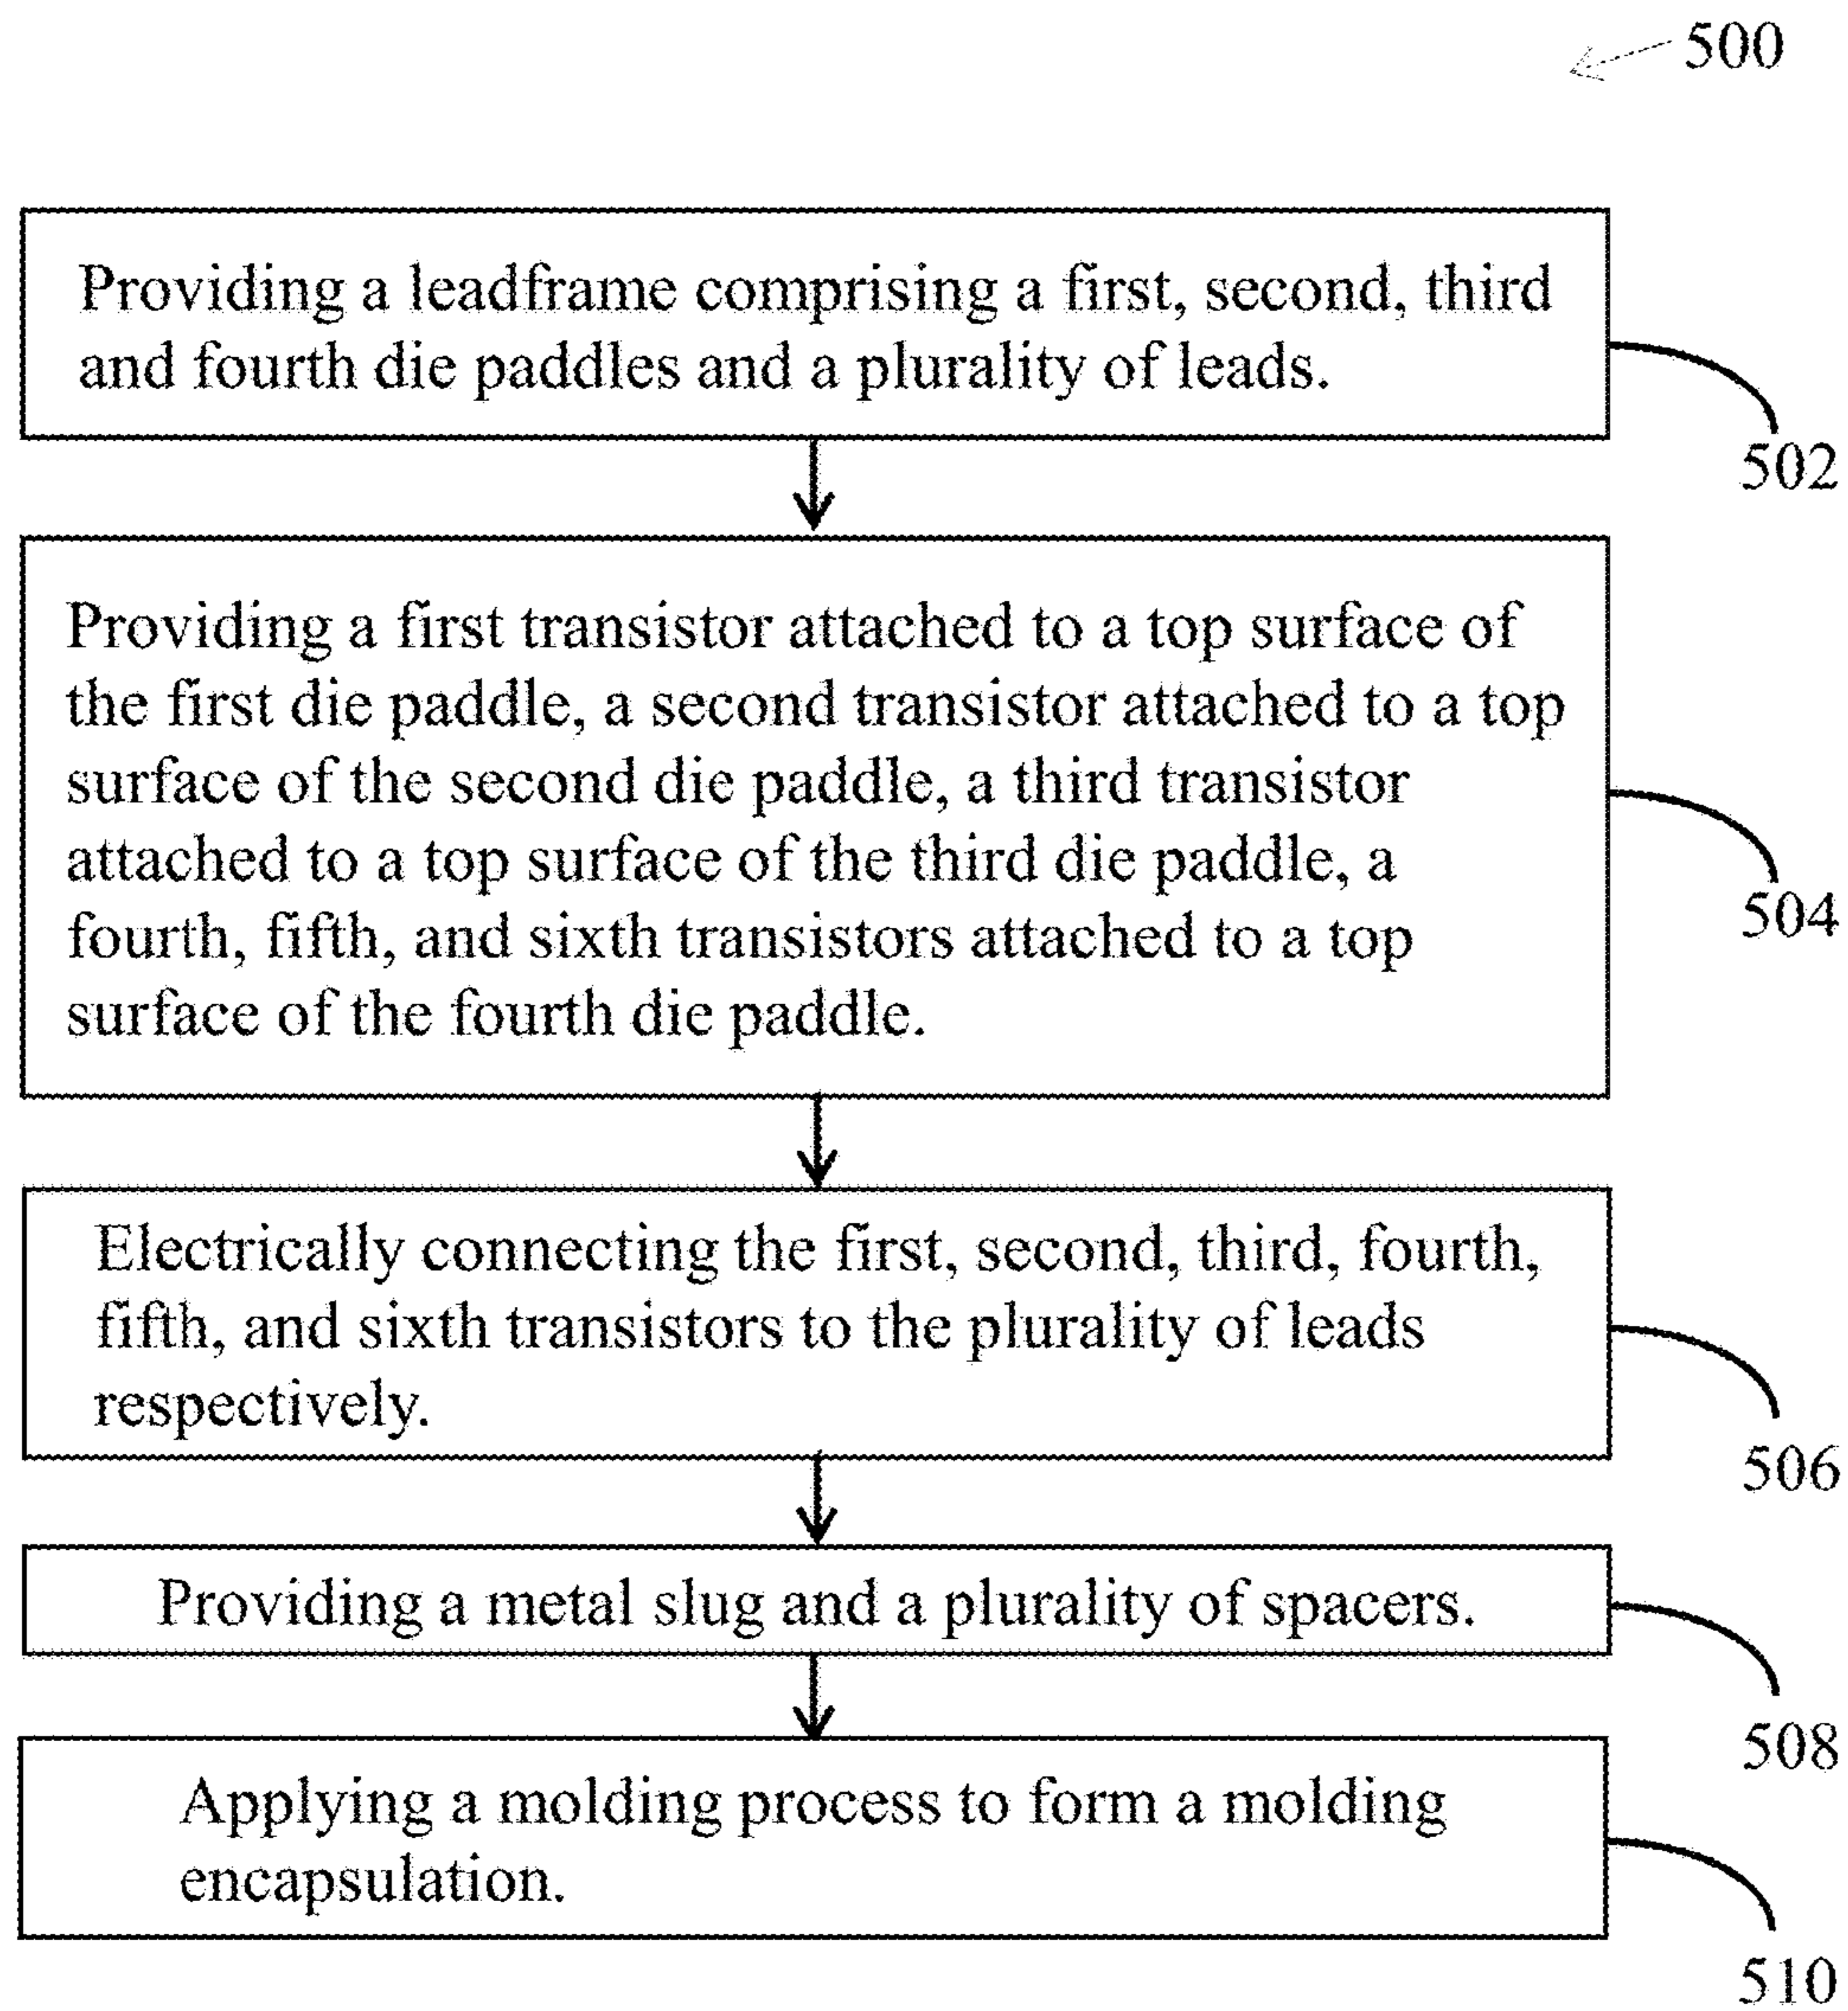 500
Providing a leadframe comprising a first, second, third
and fourth die paddles and a plurality of leads.
502
Providing a first transistor attached to a top surface of
the first die paddle, a second transistor attached to a top
surface of the second die paddle, a third transistor
attached to a top surface of the third die paddle, a
fourth, fifth, and sixth transistors attached to a top
surface of the fourth die paddle.
504
Electrically connecting the first, second, third, fourth,
fifth, and sixth transistors to the plurality of leads
respectively.
506
Providing a metal slug and a plurality of spacers.
508
Applying a molding process to form a molding
encapsulation.
510